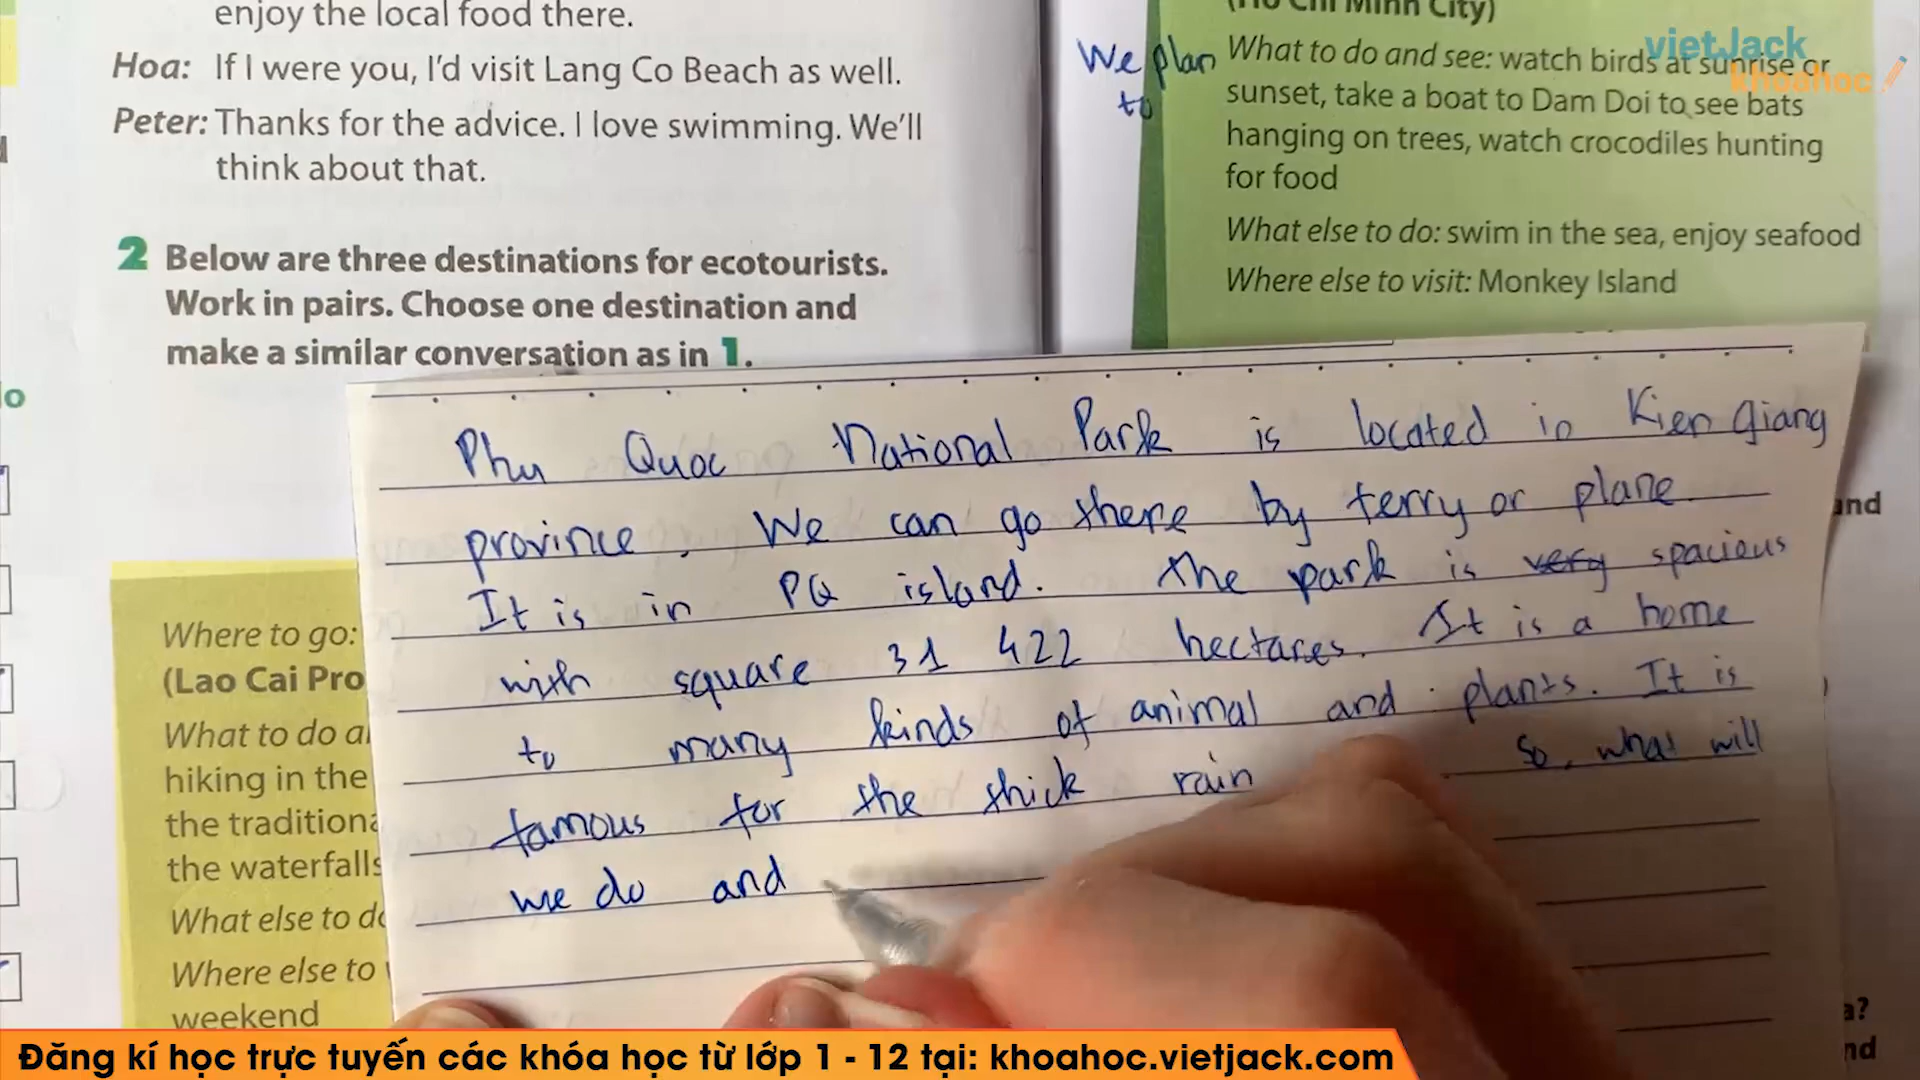 enjoy the local food there.
Hoa: If I were you, I'd visit Lang Co Beach as well.
Peter: Thanks for the advice. I love swimming. We'll
think about that.
2 Below are three destinations for ecotourists.
Work in pairs. Choose one destination and
make a similar conversation as in 1.
Where to go:
(Lao Cai Pro
What to do a
hiking in the
the traditiona
the waterfalls
What else to do
Where else to
weekend
(Ho Chi Minh City)
We plan
to
What to do and see: watch birds at sunrise or
sunset, take a boat to Dam Doi to see bats
hanging on trees, watch crocodiles hunting
for food
What else to do: swim in the sea, enjoy seafood
Where else to visit: Monkey Island
vietJack
khoahoc
Phu Quoc National Park is located in Kien Giang
province. We can go there by ferry or plane.
It is in PQ island. The park is very spacious
with square 31 422 hectares. It is a home
to many kinds of animal and plants. It is
famous for the thick rain So, what will
we do and
and
a?
nd
Đăng kí học trực tuyến các khóa học từ lớp 1 - 12 tại: khoahoc.vietjack.com